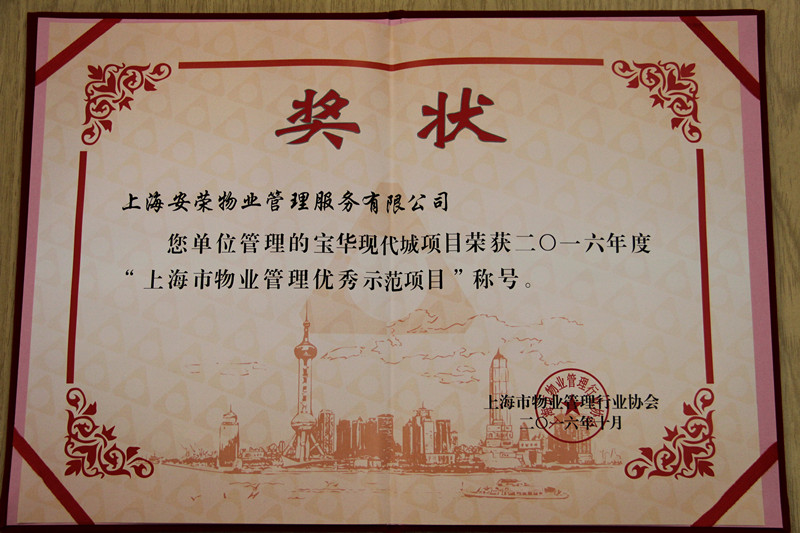 奖 状
上海安荣物业管理服务有限公司
您单位管理的宝华现代城项目荣获二〇一六年度
“上海市物业管理优秀示范项目”称号。
上海市物业管理行业协会
二〇一六年十月